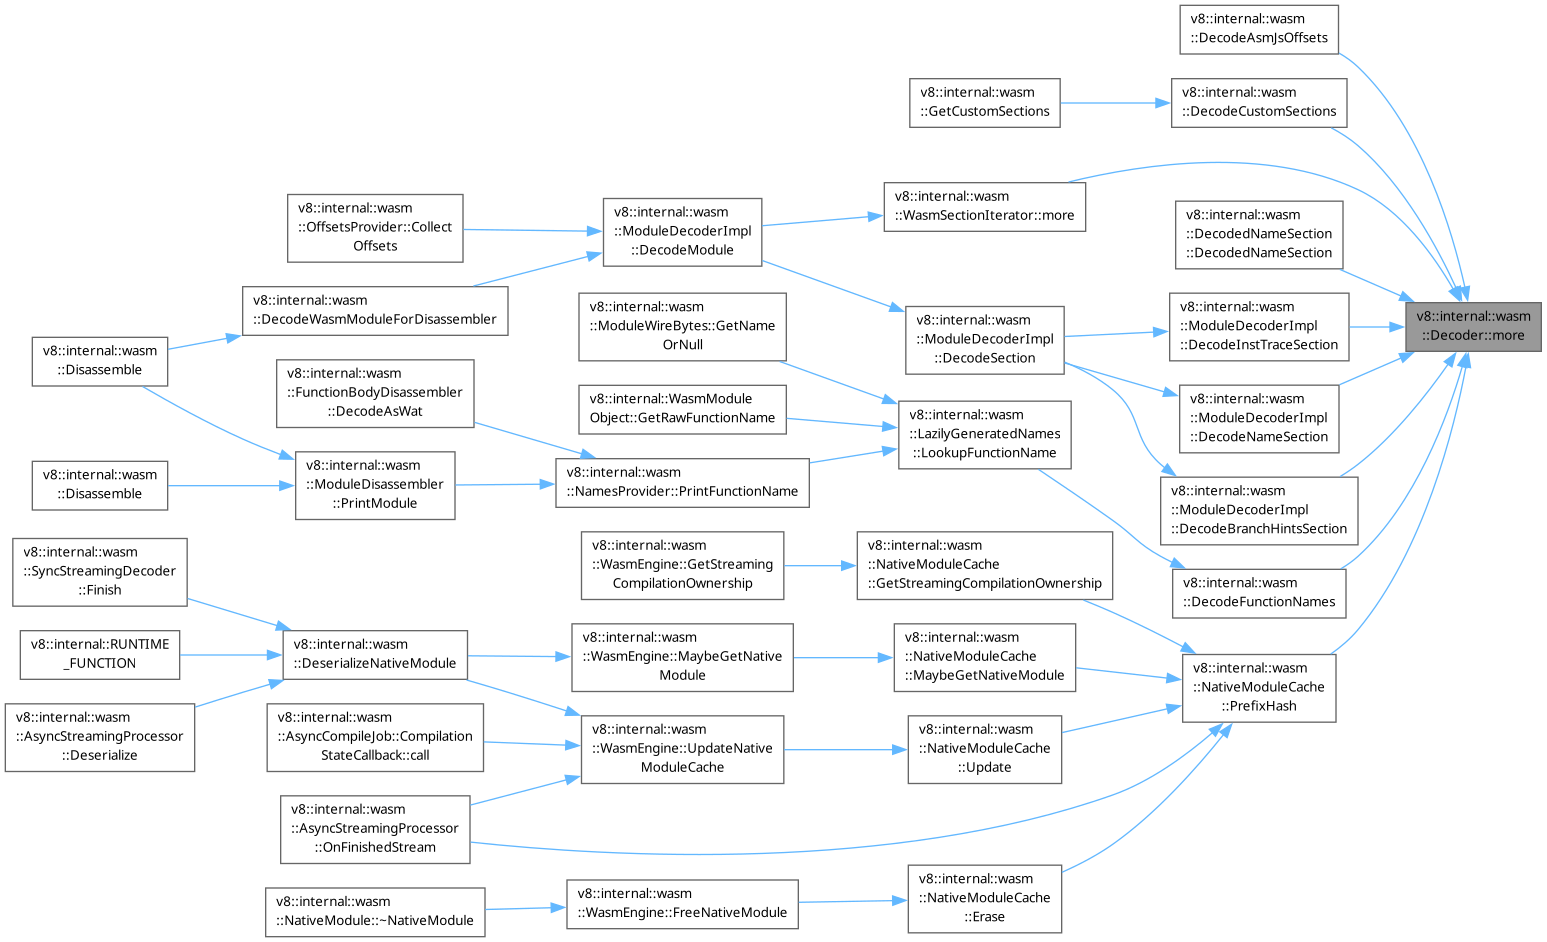 v8::internal::wasm
::DecodeAsmJsOffsets
v8::internal::wasm
::GetCustomSections
v8::internal::wasm
::DecodeCustomSections
v8::internal::wasm
::OffsetsProvider::Collect
Offsets
v8::internal::wasm
::ModuleDecoderImpl
::DecodeModule
v8::internal::wasm
::WasmSectionIterator::more
v8::internal::wasm
::DecodedNameSection
::DecodedNameSection
v8::internal::wasm
::DecodeWasmModuleForDisassembler
v8::internal::wasm
::ModuleWireBytes::GetName
OrNull
v8::internal::wasm
::ModuleDecoderImpl
::DecodeSection
v8::internal::wasm
::ModuleDecoderImpl
::DecodeInstTraceSection
v8::internal::wasm
::Decoder::more
v8::internal::wasm
::Disassemble
v8::internal::wasm
::FunctionBodyDisassembler
::DecodeAsWat
v8::internal::WasmModule
Object::GetRawFunctionName
v8::internal::wasm
::LazilyGeneratedNames
::LookupFunctionName
v8::internal::wasm
::ModuleDecoderImpl
::DecodeNameSection
v8::internal::wasm
::Disassemble
v8::internal::wasm
::ModuleDisassembler
::PrintModule
v8::internal::wasm
::NamesProvider::PrintFunctionName
v8::internal::wasm
::ModuleDecoderImpl
::DecodeBranchHintsSection
v8::internal::wasm
::SyncStreamingDecoder
::Finish
v8::internal::wasm
::WasmEngine::GetStreaming
CompilationOwnership
v8::internal::wasm
::NativeModuleCache
::GetStreamingCompilationOwnership
v8::internal::wasm
::DecodeFunctionNames
v8::internal::RUNTIME
_FUNCTION
v8::internal::wasm
::DeserializeNativeModule
v8::internal::wasm
::WasmEngine::MaybeGetNative
Module
v8::internal::wasm
::NativeModuleCache
::MaybeGetNativeModule
v8::internal::wasm
::NativeModuleCache
::PrefixHash
v8::internal::wasm
::AsyncStreamingProcessor
::Deserialize
v8::internal::wasm
::AsyncCompileJob::Compilation
StateCallback::call
v8::internal::wasm
::WasmEngine::UpdateNative
ModuleCache
v8::internal::wasm
::NativeModuleCache
::Update
v8::internal::wasm
::AsyncStreamingProcessor
::OnFinishedStream
v8::internal::wasm
::NativeModule::~NativeModule
v8::internal::wasm
::WasmEngine::FreeNativeModule
v8::internal::wasm
::NativeModuleCache
::Erase